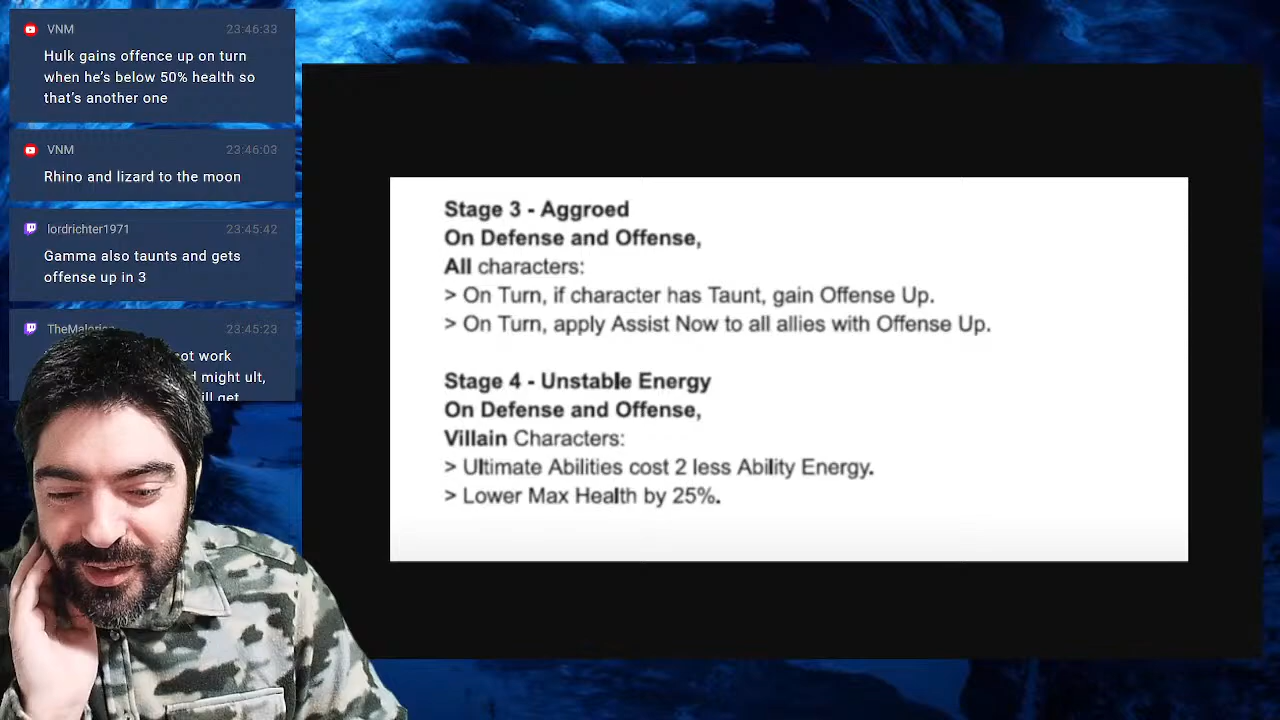 VNM 23:46:33
Hulk gains offence up on turn
when he's below 50% health so
that's another one
VNM 23:46:03
Rhino and lizard to the moon
lordrichter1971 23:45:42
Gamma also taunts and gets
offense up in 3
23:45:23
not work
might ult,
get
Stage 3 - Aggroed
On Defense and Offense,
All characters:
> On Turn, if character has Taunt, gain Offense Up.
> On Turn, apply Assist Now to all allies with Offense Up.
Stage 4 - Unstable Energy
On Defense and Offense,
Villain Characters:
> Ultimate Abilities cost 2 less Ability Energy.
> Lower Max Health by 25%.